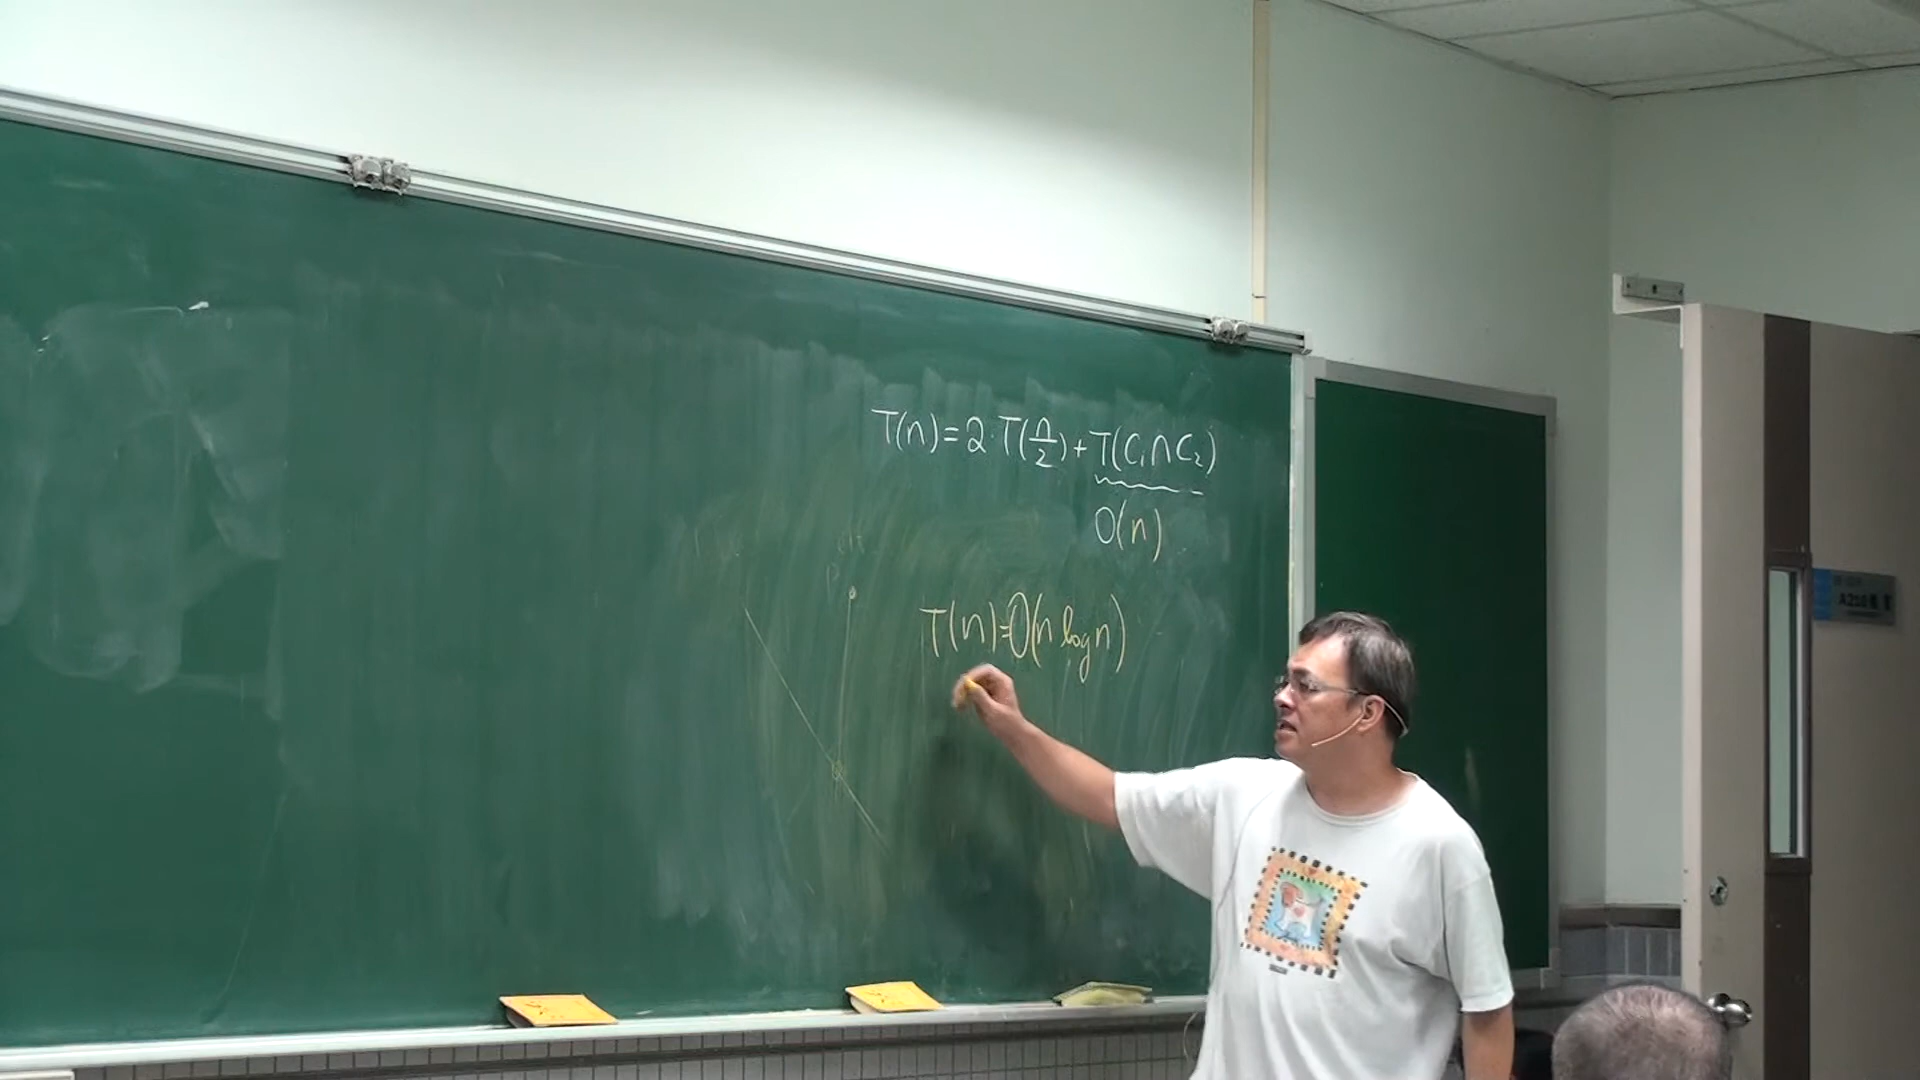 T(n)=2·T(n/2)+T(C₁∩C₂)
O(n)
T(n)=O(n log n)